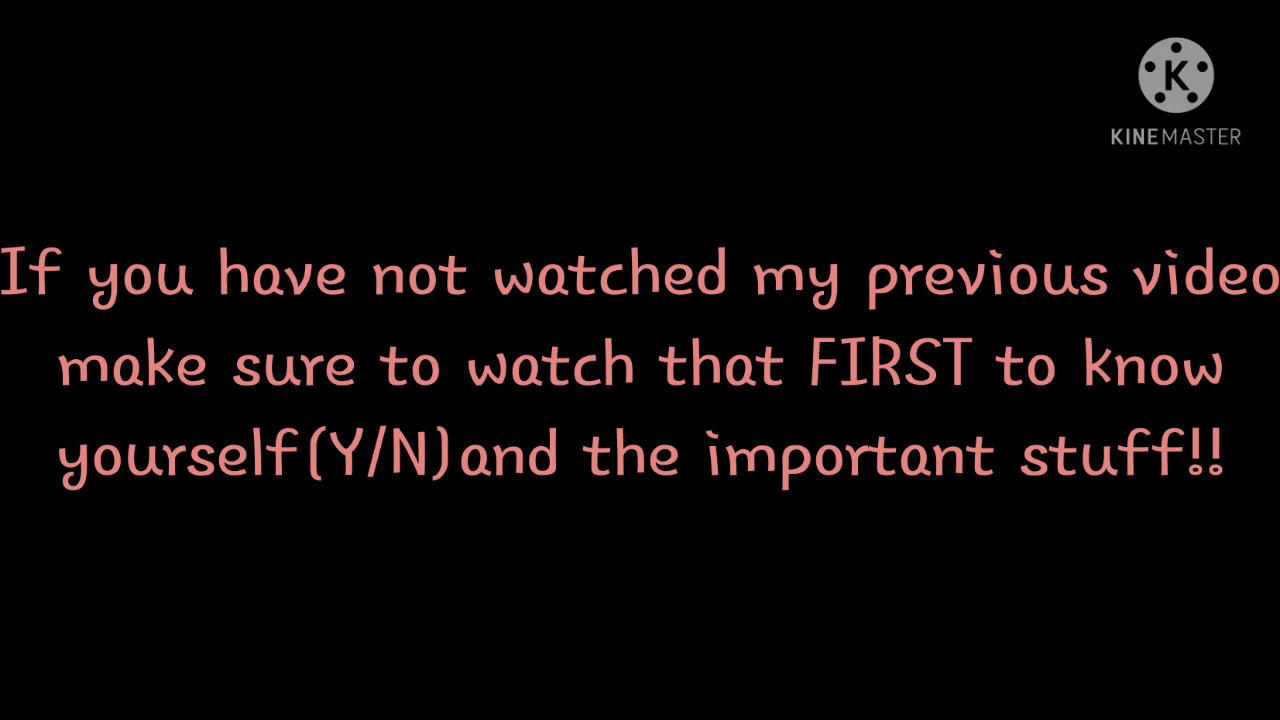 K
KINEMASTER
If you have not watched my previous video
make sure to watch that FIRST to know
yourself(Y/N)and the important stuff!!